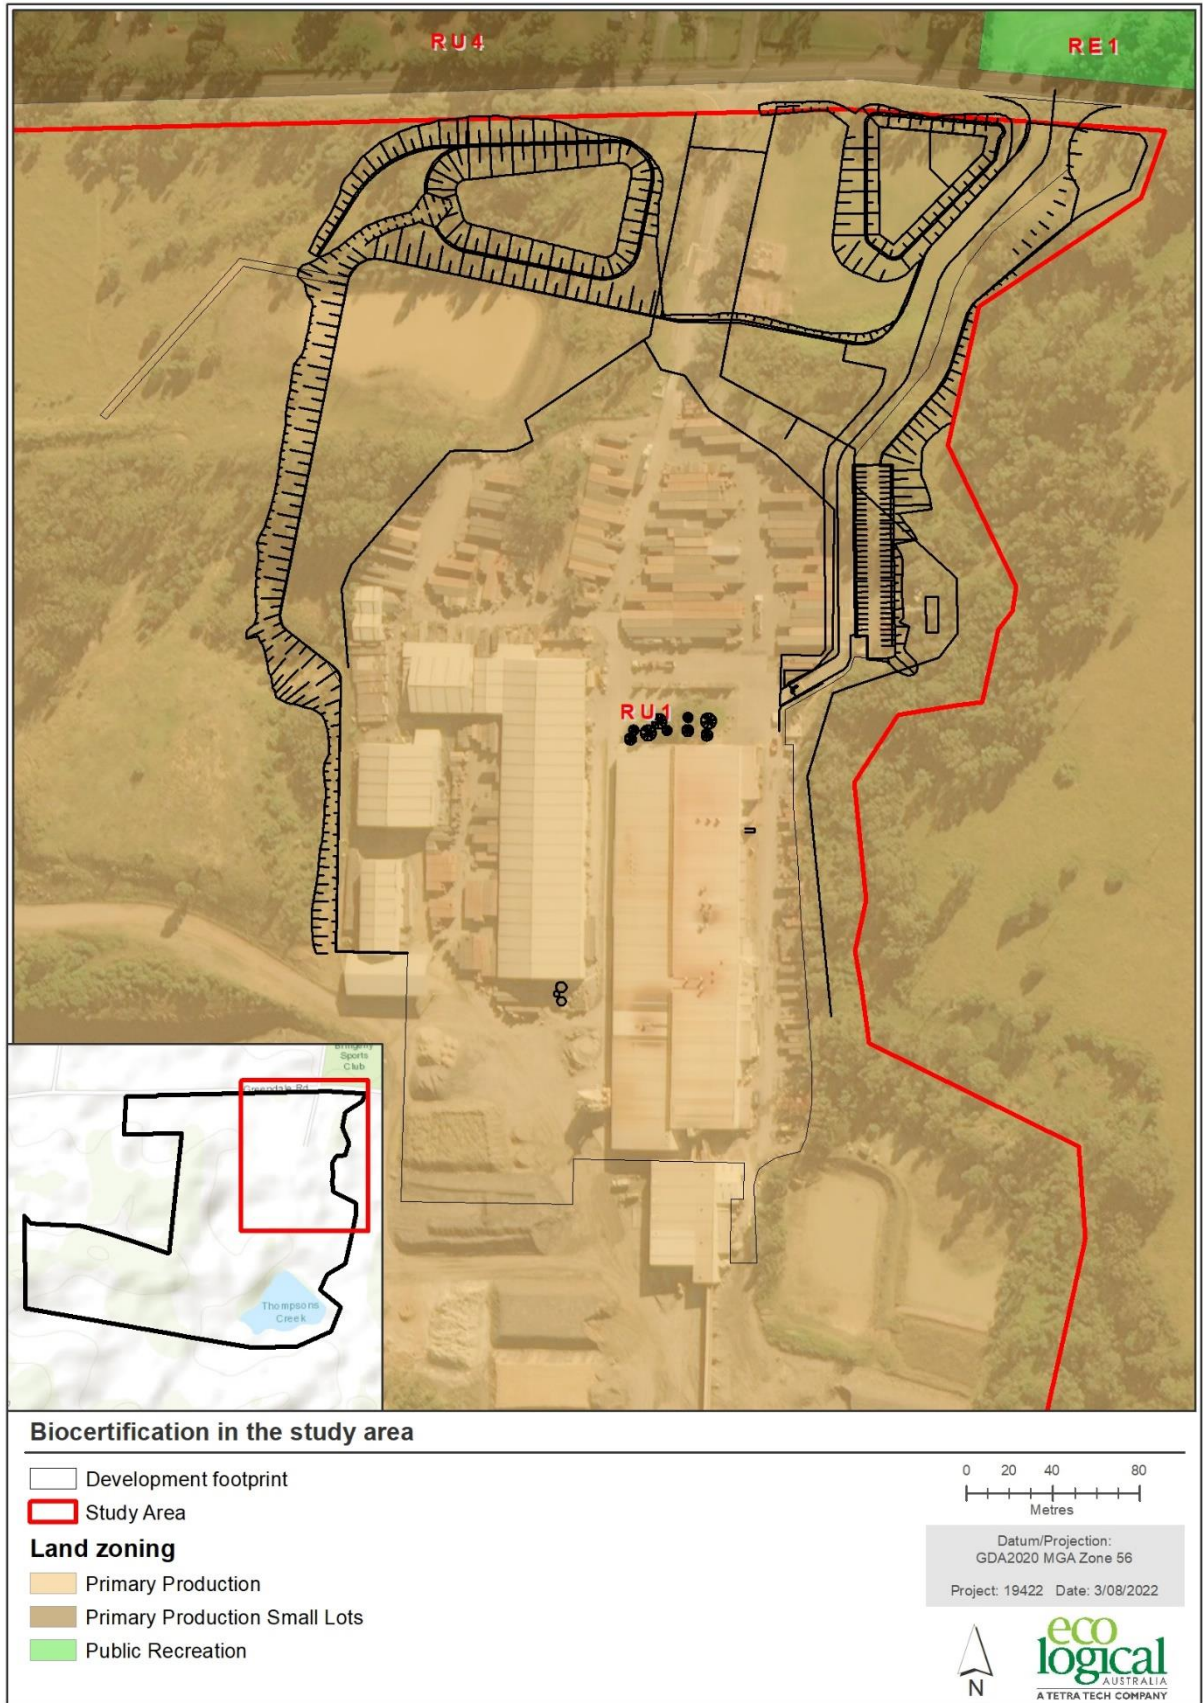 RU4
RE1
RU1
Bringelly
Sports
Club
Greendale Rd
Thompsons
Creek
Biocertification in the study area
Development footprint
Study Area
Land zoning
Primary Production
Primary Production Small Lots
Public Recreation
0 20 40 80
Metres
Datum/Projection:
GDA2020 MGA Zone 56
Project: 19422 Date: 3/08/2022
N
eco
logical
AUSTRALIA
A TETRA TECH COMPANY